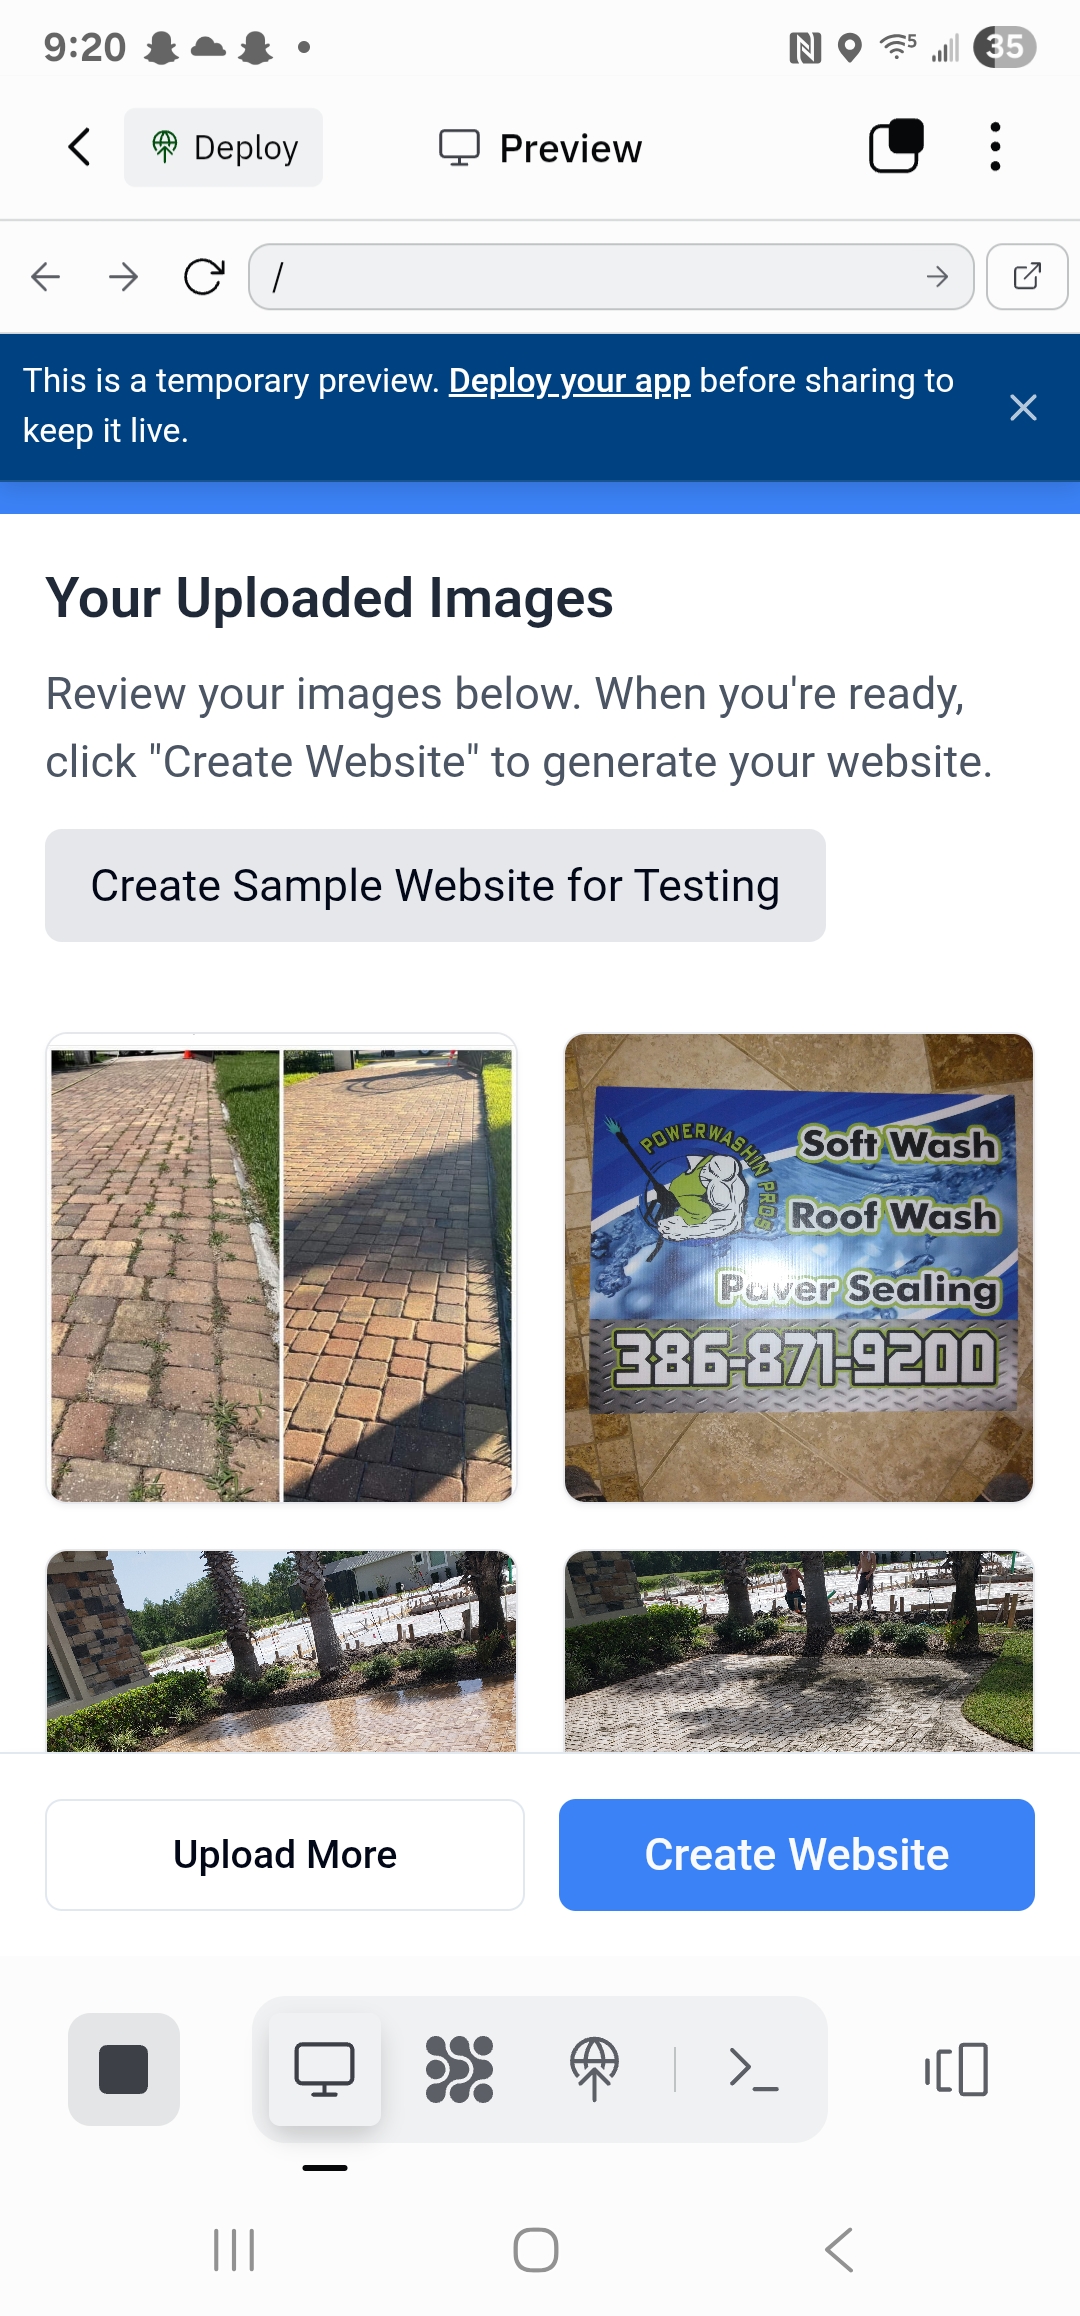 9:20
5
35
Deploy
Preview
/
This is a temporary preview. Deploy your app before sharing to
keep it live.
Your Uploaded Images
Review your images below. When you're ready,
click "Create Website" to generate your website.
Create Sample Website for Testing
POWERWASHIN PROS
Soft Wash
Roof Wash
Paver Sealing
386-871-9200
Upload More
Create Website